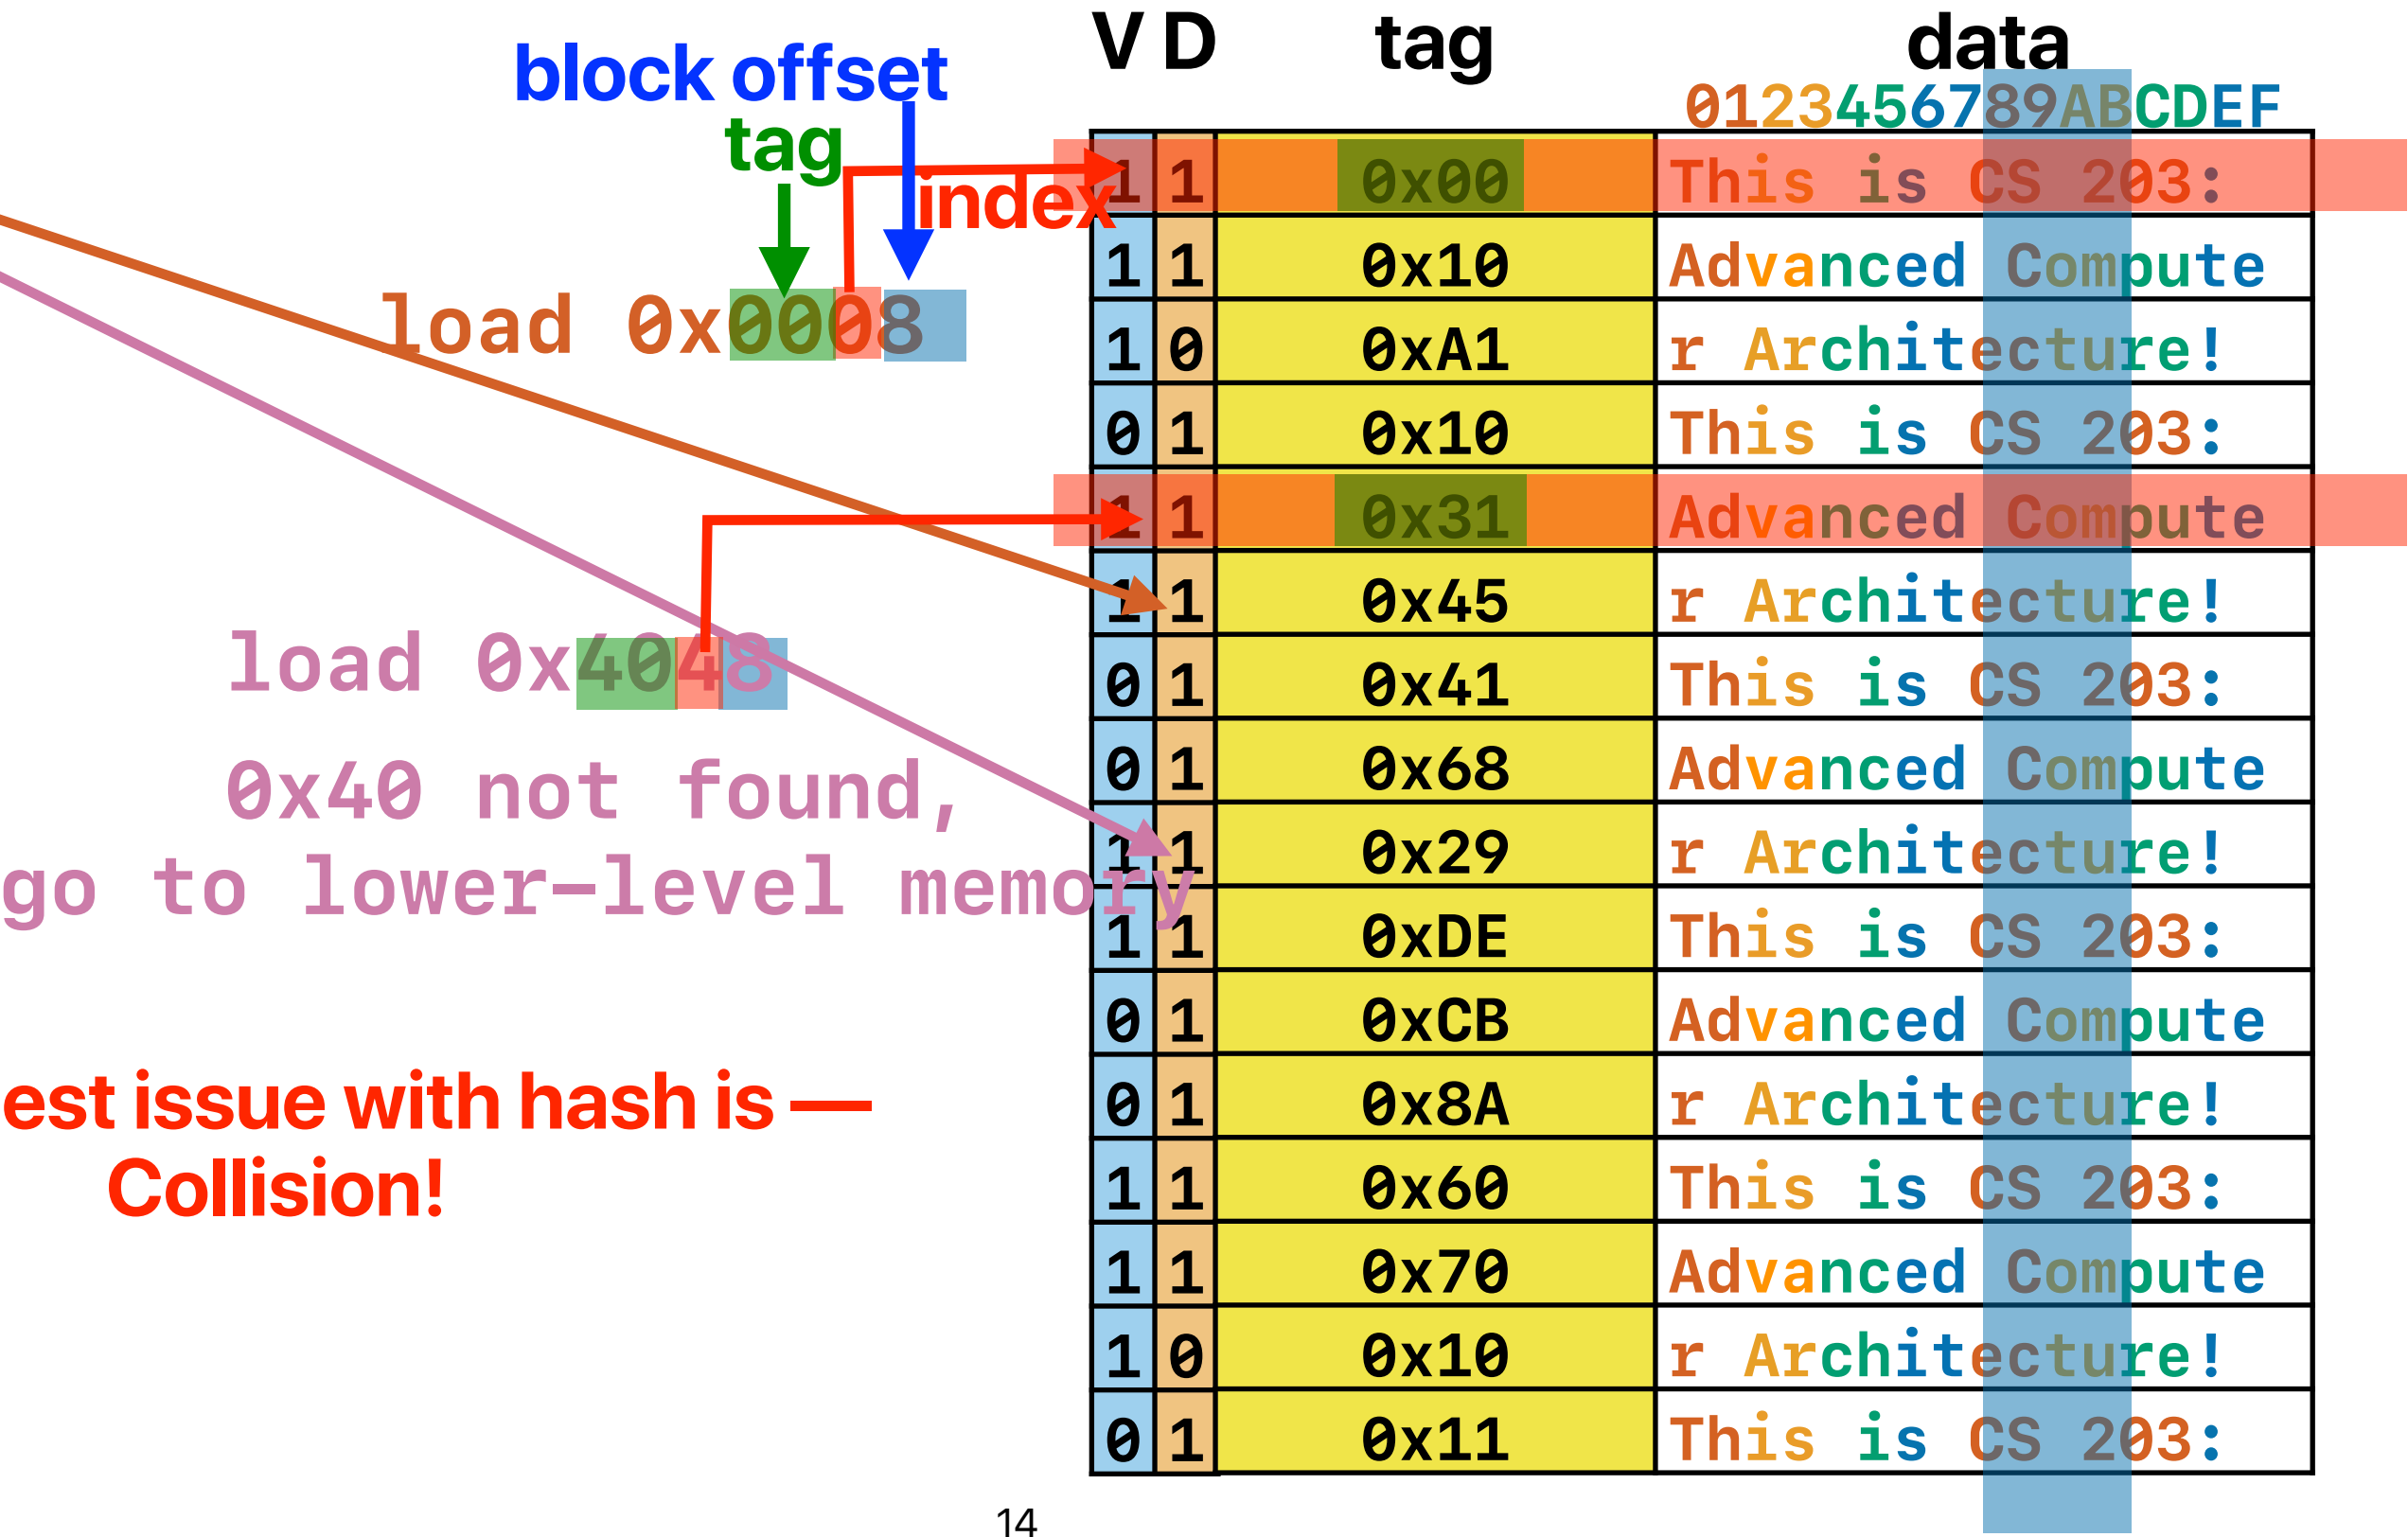 V D tag data
block offset
0123456789ABCDEF
tag
index
load 0x0008
1 1 0x00 This is CS 203:
1 1 0x10 Advanced Compute
1 0 0xA1 r Architecture!
0 1 0x10 This is CS 203:
1 1 0x31 Advanced Compute
1 1 0x45 r Architecture!
0 1 0x41 This is CS 203:
0 1 0x68 Advanced Compute
1 1 0x29 r Architecture!
1 1 0xDE This is CS 203:
0 1 0xCB Advanced Compute
0 1 0x8A r Architecture!
1 1 0x60 This is CS 203:
1 1 0x70 Advanced Compute
1 0 0x10 r Architecture!
0 1 0x11 This is CS 203:
load 0x4048
0x40 not found,
go to lower-level memory
est issue with hash is —
Collision!
14